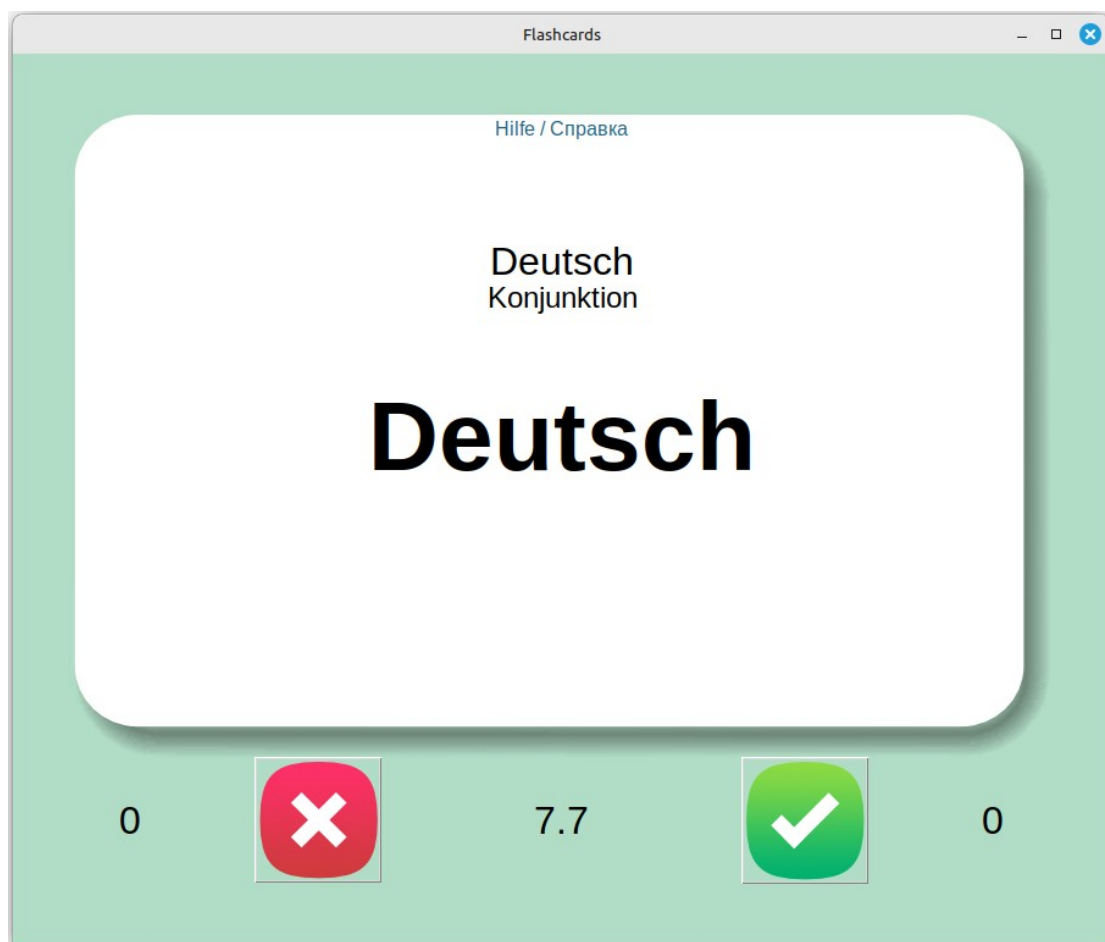 Flashcards
Hilfe / Справка
Deutsch
Konjunktion
Deutsch
0 7.7 0